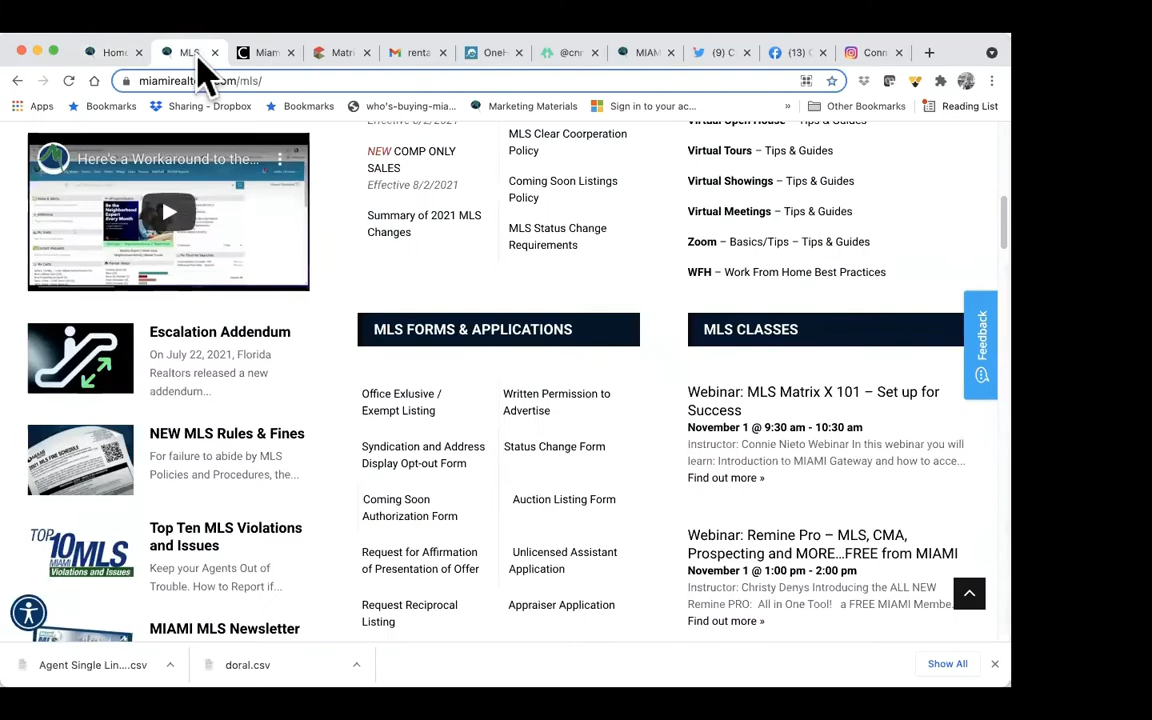 Home
MLS
Miam
Matri
renta
OneH
@cnr
MIAM
(9) C
(13) C
Conn
miamirealto om/mls/
Apps
Bookmarks
Sharing - Dropbox
Bookmarks
who's-buying-mia...
Marketing Materials
Sign in to your ac...
»
Other Bookmarks
Reading List
Here's a Workaround to the...
Effective 8/2/2021
NEW COMP ONLY
SALES
Effective 8/2/2021
Summary of 2021 MLS
Changes
MLS Clear Coorperation
Policy
Coming Soon Listings
Policy
MLS Status Change
Requirements
Virtual Open House – Tips & Guides
Virtual Tours – Tips & Guides
Virtual Showings – Tips & Guides
Virtual Meetings – Tips & Guides
Zoom – Basics/Tips – Tips & Guides
WFH – Work From Home Best Practices
Feedback
Escalation Addendum
On July 22, 2021, Florida
Realtors released a new
addendum...
NEW MLS Rules & Fines
For failure to abide by MLS
Policies and Procedures, the...
TOP
10 MLS
Violations and Issues
Top Ten MLS Violations
and Issues
Keep your Agents Out of
Trouble. How to Report if...
MIAMI MLS Newsletter
MLS FORMS & APPLICATIONS
Office Exlusive /
Exempt Listing
Written Permission to
Advertise
Syndication and Address
Display Opt-out Form
Status Change Form
Coming Soon
Authorization Form
Auction Listing Form
Request for Affirmation
of Presentation of Offer
Unlicensed Assistant
Application
Request Reciprocal
Listing
Appraiser Application
MLS CLASSES
Webinar: MLS Matrix X 101 – Set up for
Success
November 1 @ 9:30 am - 10:30 am
Instructor: Connie Nieto Webinar In this webinar you will
learn: Introduction to MIAMI Gateway and how to acce...
Find out more »
Webinar: Remine Pro – MLS, CMA,
Prospecting and MORE...FREE from MIAMI
November 1 @ 1:00 pm - 2:00 pm
Instructor: Christy Denys Introducing the ALL NEW
Remine PRO: All in One Tool! a FREE MIAMI Membe...
Find out more »
Agent Single Lin....csv
doral.csv
Show All